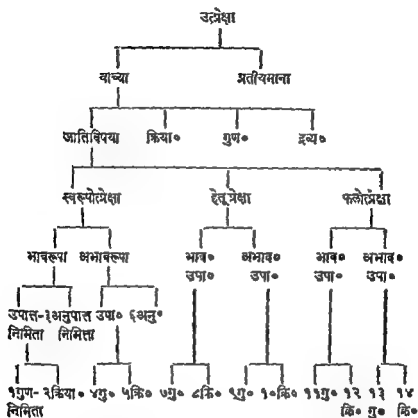 उत्प्रेक्षा
वाच्या प्रतीयमाना
जातिविषया क्रिया० गुण० द्रव्य०
स्वरूपोत्प्रेक्षा हेतूत्प्रेक्षा फलोत्प्रेक्षा
भावरूपा अभावरूपा भाव० अभाव० भाव० अभाव०
उपा० उपा० उपा० उपा०
उपात्त- ३अनुपात्त उपा० ६अनु०
निमित्ता निमित्ता
१गुण- २क्रिया० ४गु० ५क्रि० ७गु० ८क्रि० ९गु० १०क्रि० ११गु० १२ १३ १४
निमित्ता क्रि० गु० क्रि०